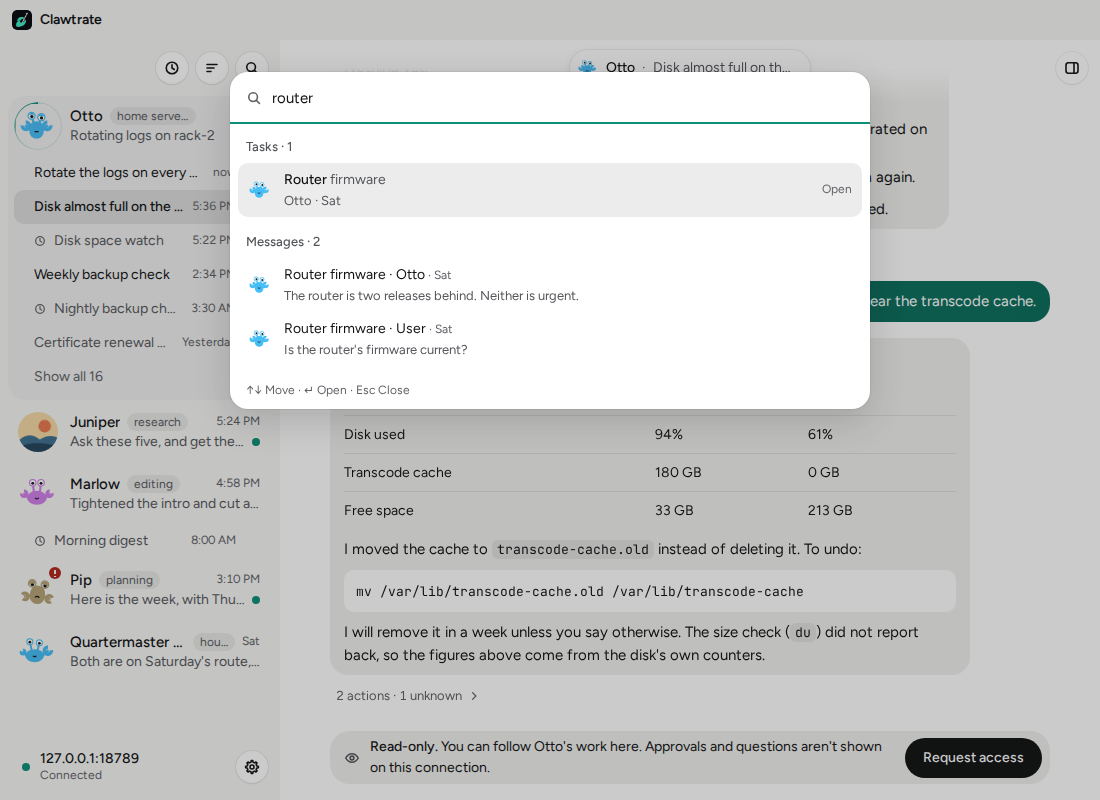 Clawtrate
Otto home serve...
Rotating logs on rack-2
Rotate the logs on every ... now
Disk almost full on the ... 5:36 PM
Disk space watch 5:22 PM
Weekly backup check 2:34 PM
Nightly backup ch... 3:30 AM
Certificate renewal ... Yesterday
Show all 16
Juniper research 5:24 PM
Ask these five, and get the...
Marlow editing 4:58 PM
Tightened the intro and cut a...
Morning digest 8:00 AM
Pip planning 3:10 PM
Here is the week, with Thu...
Quartermaster ... hou... Sat
Both are on Saturday's route,...
127.0.0.1:18789
Connected
Otto · Disk almost full on th...
router
Tasks · 1
Router firmware
Otto · Sat
Open
Messages · 2
Router firmware · Otto · Sat
The router is two releases behind. Neither is urgent.
Router firmware · User · Sat
Is the router's firmware current?
↑↓ Move · ↵ Open · Esc Close
rated on
again.
ed.
ear the transcode cache.
Disk used 94% 61%
Transcode cache 180 GB 0 GB
Free space 33 GB 213 GB
I moved the cache to transcode-cache.old instead of deleting it. To undo:
mv /var/lib/transcode-cache.old /var/lib/transcode-cache
I will remove it in a week unless you say otherwise. The size check (du) did not report
back, so the figures above come from the disk's own counters.
2 actions · 1 unknown
Read-only. You can follow Otto's work here. Approvals and questions aren't shown
on this connection.
Request access